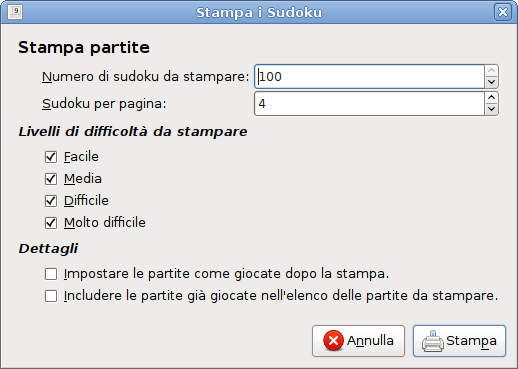 Stampa i Sudoku
Stampa partite
Numero di sudoku da stampare: 100
Sudoku per pagina: 4
Livelli di difficoltà da stampare
Facile
Media
Difficile
Molto difficile
Dettagli
Impostare le partite come giocate dopo la stampa.
Includere le partite già giocate nell'elenco delle partite da stampare.
Annulla Stampa